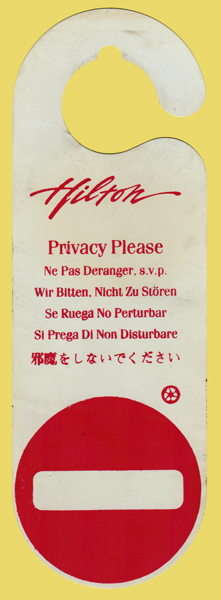 Hilton
Privacy Please
Ne Pas Deranger, s.v.p.
Wir Bitten, Nicht Zu Stören
Se Ruega No Perturbar
Si Prega Di Non Disturbare
邪魔をしないでください